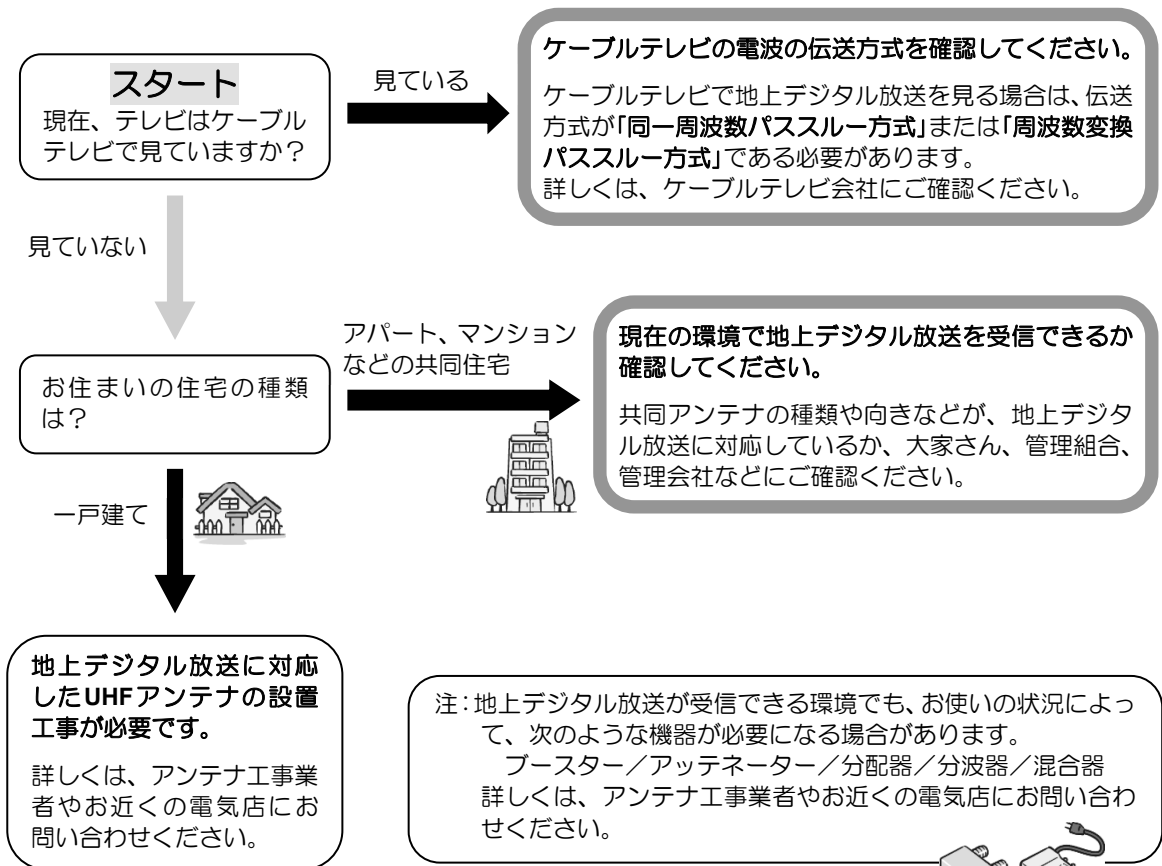 スタート
現在、テレビはケーブル
テレビで見ていますか？
見ている
ケーブルテレビの電波の伝送方式を確認してください。
ケーブルテレビで地上デジタル放送を見る場合は、伝送
方式が「同一周波数パススルー方式」または「周波数変換
パススルー方式」である必要があります。
詳しくは、ケーブルテレビ会社にご確認ください。
見ていない
お住まいの住宅の種類
は？
アパート、マンション
などの共同住宅
現在の環境で地上デジタル放送を受信できるか
確認してください。
共同アンテナの種類や向きなどが、地上デジタ
ル放送に対応しているか、大家さん、管理組合、
管理会社などにご確認ください。
一戸建て
地上デジタル放送に対応
したUHFアンテナの設置
工事が必要です。
詳しくは、アンテナ工事業
者やお近くの電気店にお
問い合わせください。
注：地上デジタル放送が受信できる環境でも、お使いの状況によっ
て、次のような機器が必要になる場合があります。
ブースター／アッテネーター／分配器／分波器／混合器
詳しくは、アンテナ工事業者やお近くの電気店にお問い合わ
せください。